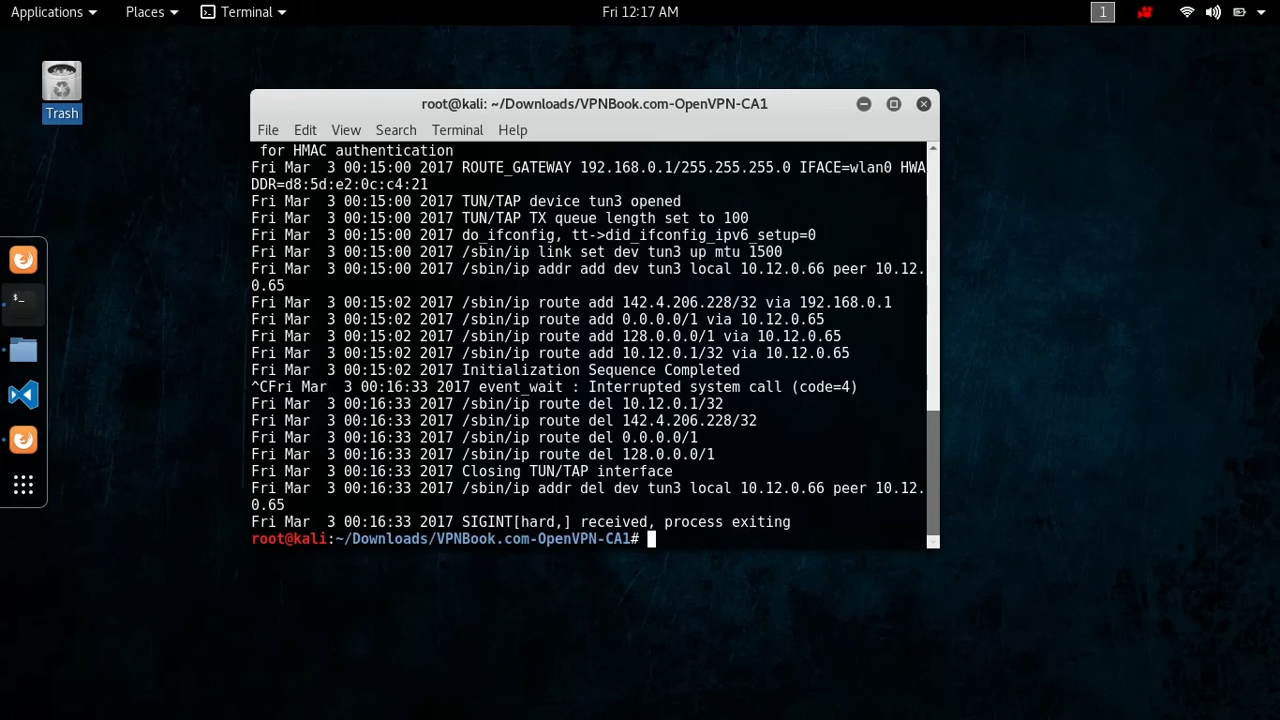 Applications Places Terminal Fri 12:17 AM 1
Trash
root@kali: ~/Downloads/VPNBook.com-OpenVPN-CA1
File Edit View Search Terminal Help
for HMAC authentication
Fri Mar  3 00:15:00 2017 ROUTE_GATEWAY 192.168.0.1/255.255.255.0 IFACE=wlan0 HWA
DDR=d8:5d:e2:0c:c4:21
Fri Mar  3 00:15:00 2017 TUN/TAP device tun3 opened
Fri Mar  3 00:15:00 2017 TUN/TAP TX queue length set to 100
Fri Mar  3 00:15:00 2017 do_ifconfig, tt->did_ifconfig_ipv6_setup=0
Fri Mar  3 00:15:00 2017 /sbin/ip link set dev tun3 up mtu 1500
Fri Mar  3 00:15:00 2017 /sbin/ip addr add dev tun3 local 10.12.0.66 peer 10.12.
0.65
Fri Mar  3 00:15:02 2017 /sbin/ip route add 142.4.206.228/32 via 192.168.0.1
Fri Mar  3 00:15:02 2017 /sbin/ip route add 0.0.0.0/1 via 10.12.0.65
Fri Mar  3 00:15:02 2017 /sbin/ip route add 128.0.0.0/1 via 10.12.0.65
Fri Mar  3 00:15:02 2017 /sbin/ip route add 10.12.0.1/32 via 10.12.0.65
Fri Mar  3 00:15:02 2017 Initialization Sequence Completed
^CFri Mar  3 00:16:33 2017 event_wait : Interrupted system call (code=4)
Fri Mar  3 00:16:33 2017 /sbin/ip route del 10.12.0.1/32
Fri Mar  3 00:16:33 2017 /sbin/ip route del 142.4.206.228/32
Fri Mar  3 00:16:33 2017 /sbin/ip route del 0.0.0.0/1
Fri Mar  3 00:16:33 2017 /sbin/ip route del 128.0.0.0/1
Fri Mar  3 00:16:33 2017 Closing TUN/TAP interface
Fri Mar  3 00:16:33 2017 /sbin/ip addr del dev tun3 local 10.12.0.66 peer 10.12.
0.65
Fri Mar  3 00:16:33 2017 SIGINT[hard,] received, process exiting
root@kali:~/Downloads/VPNBook.com-OpenVPN-CA1#